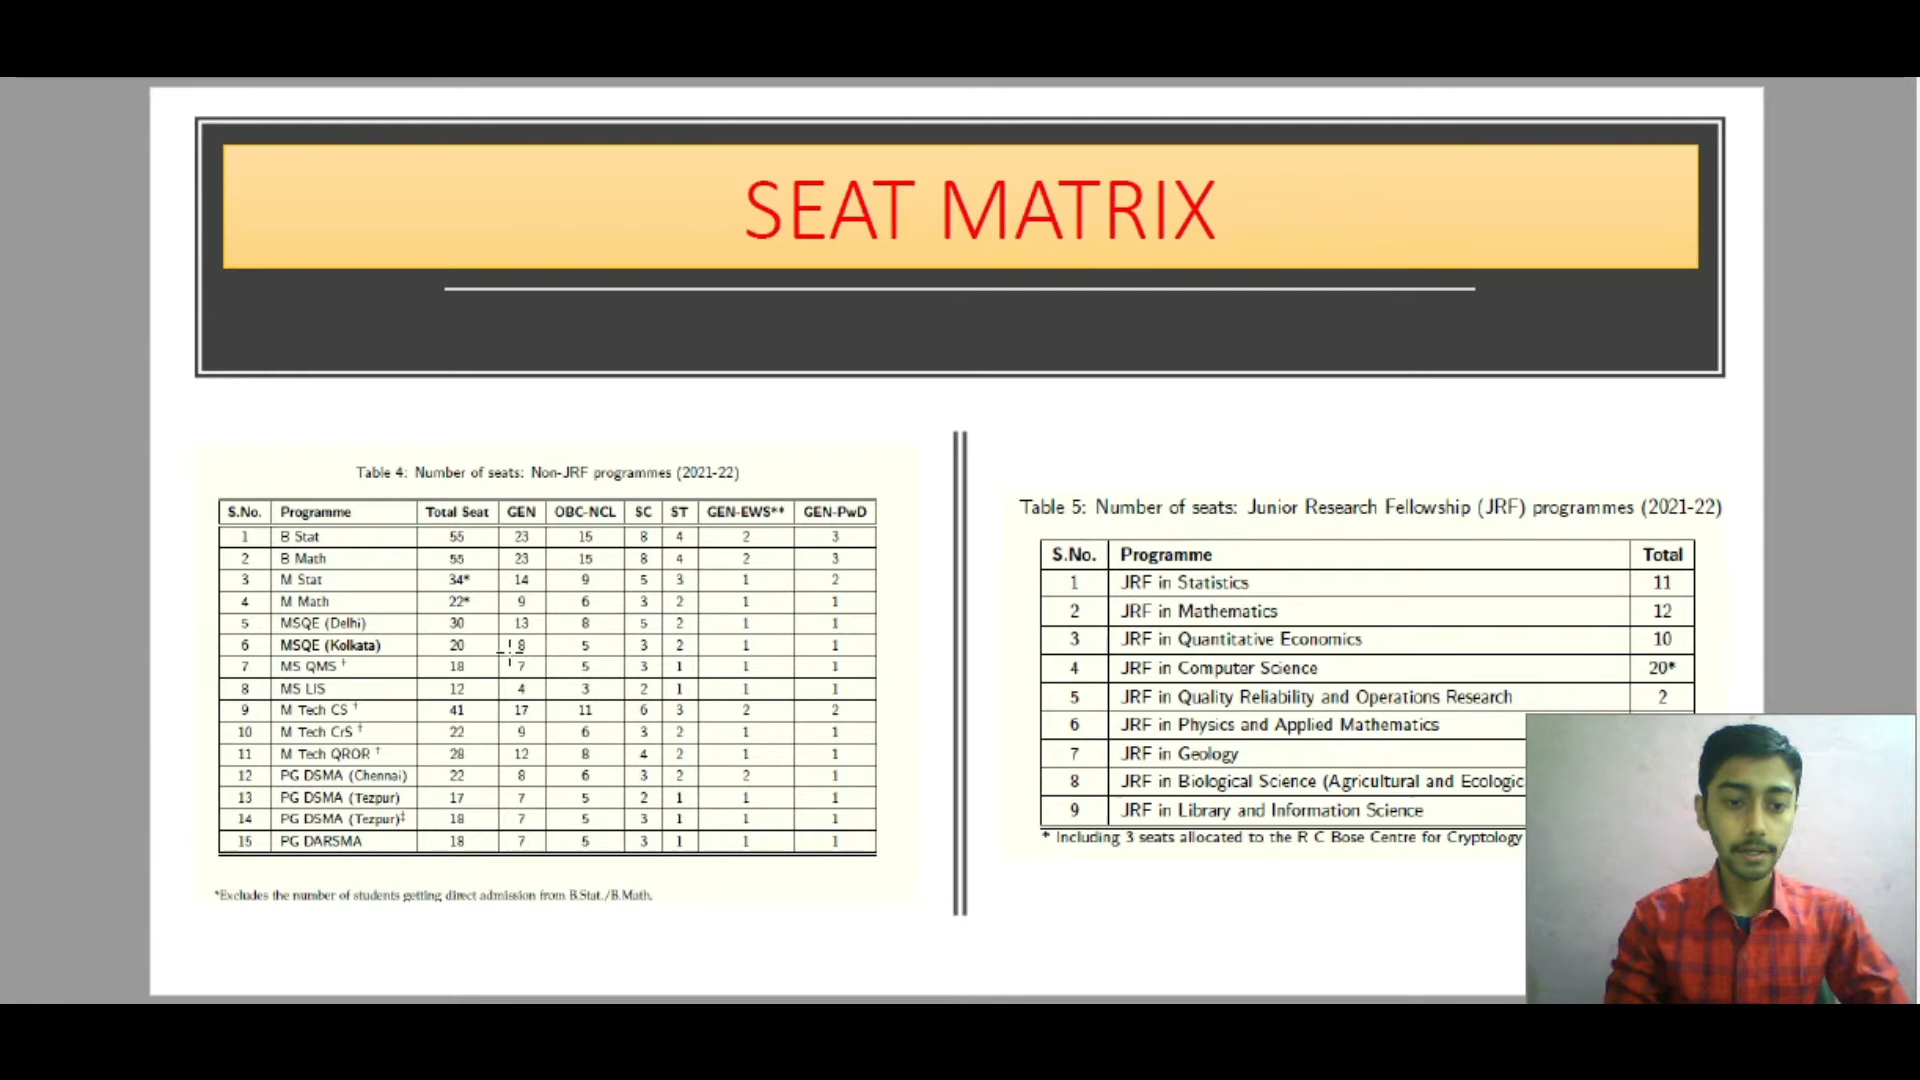 SEAT MATRIX
Table 4: Number of seats: Non-JRF programmes (2021-22)
S.No. Programme Total Seat GEN OBC-NCL SC ST GEN-EWS** GEN-PwD
1 B Stat 55 23 15 8 4 2 3
2 B Math 55 23 15 8 4 2 3
3 M Stat 34* 14 9 5 3 1 2
4 M Math 22* 9 6 3 2 1 1
5 MSQE (Delhi) 30 13 8 5 2 1 1
6 MSQE (Kolkata) 20 8 5 3 2 1 1
7 MS QMS † 18 7 5 3 1 1 1
8 MS LIS 12 4 3 2 1 1 1
9 M Tech CS † 41 17 11 6 3 2 2
10 M Tech CrS † 22 9 6 3 2 1 1
11 M Tech QROR † 28 12 8 4 2 1 1
12 PG DSMA (Chennai) 22 8 6 3 2 2 1
13 PG DSMA (Tezpur) 17 7 5 2 1 1 1
14 PG DSMA (Tezpur)‡ 18 7 5 3 1 1 1
15 PG DARSMA 18 7 5 3 1 1 1
*Excludes the number of students getting direct admission from B.Stat./B.Math.
Table 5: Number of seats: Junior Research Fellowship (JRF) programmes (2021-22)
S.No. Programme Total
1 JRF in Statistics 11
2 JRF in Mathematics 12
3 JRF in Quantitative Economics 10
4 JRF in Computer Science 20*
5 JRF in Quality Reliability and Operations Research 2
6 JRF in Physics and Applied Mathematics
7 JRF in Geology
8 JRF in Biological Science (Agricultural and Ecologic
9 JRF in Library and Information Science
* Including 3 seats allocated to the R C Bose Centre for Cryptology